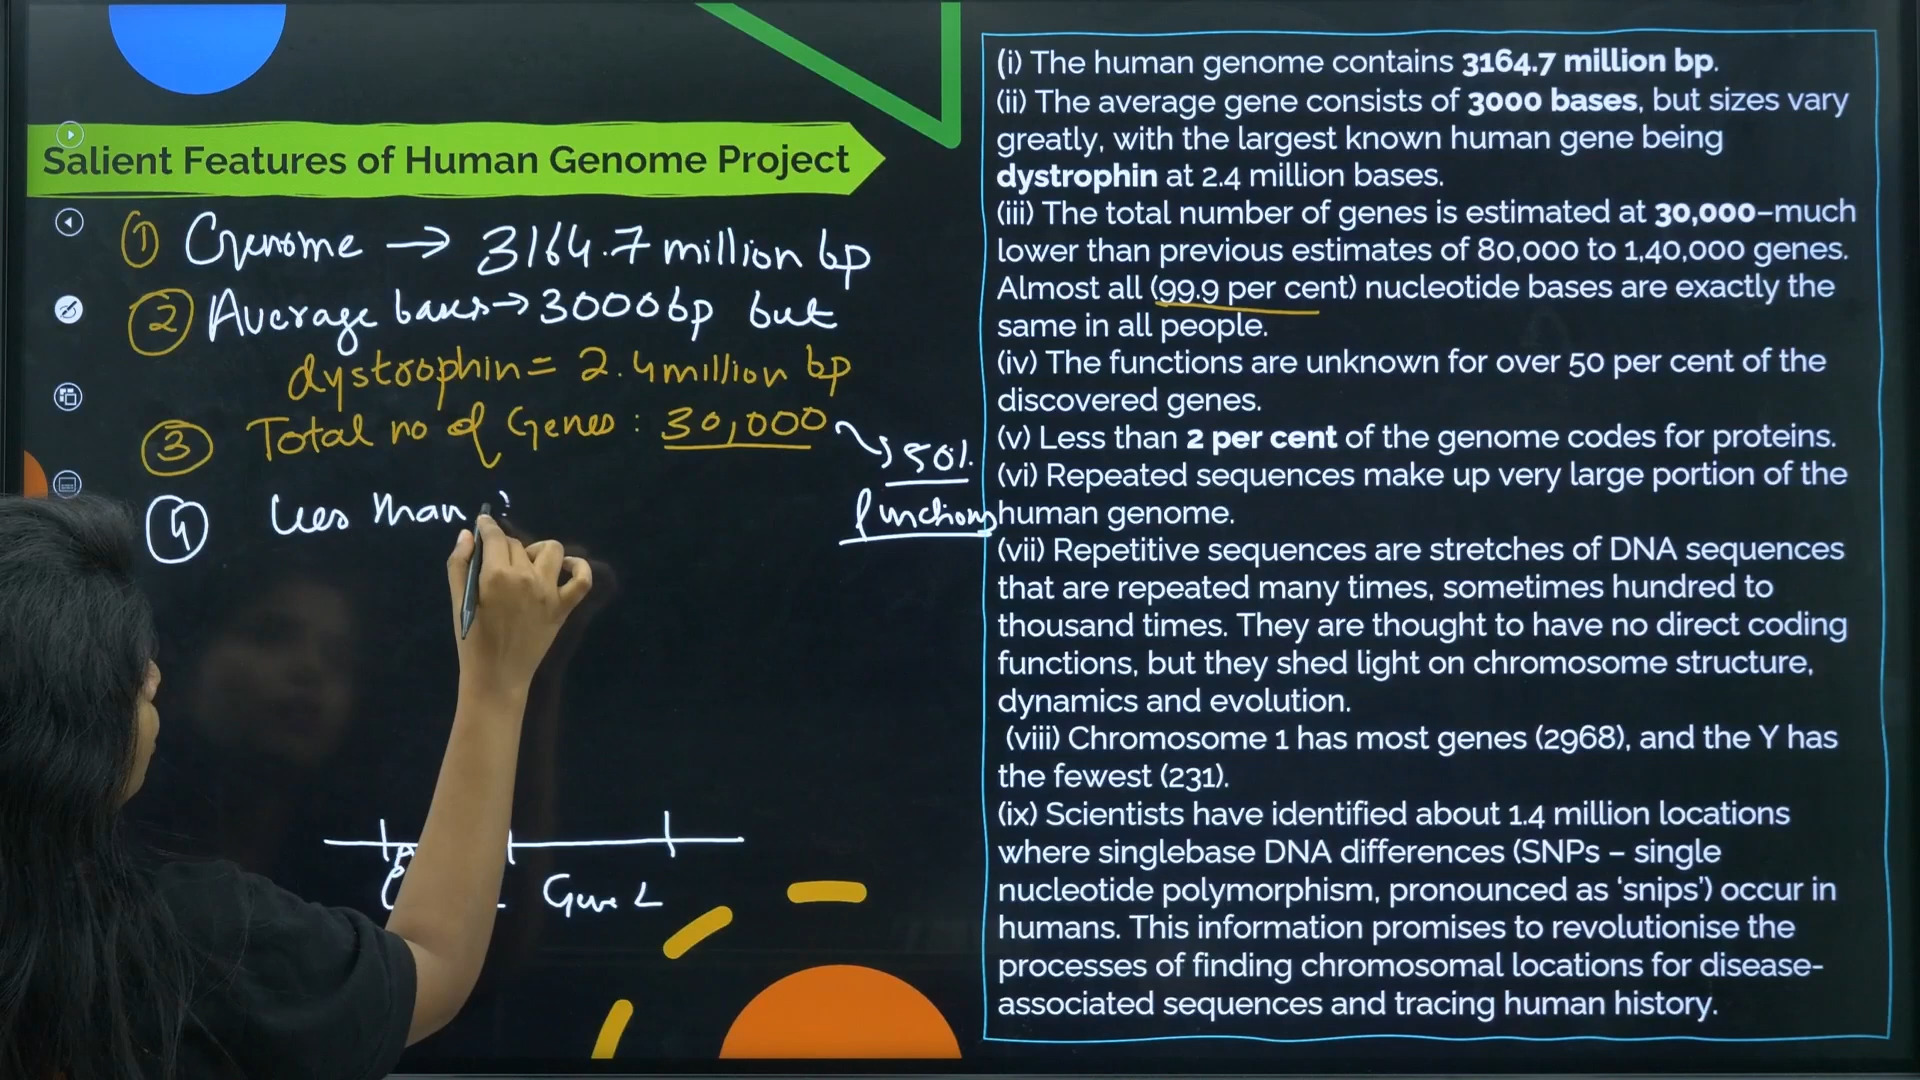 Salient Features of Human Genome Project
① Genome → 3164.7 million bp
② Average bases → 3000 bp but
dystrophin = 2.4 million bp
③ Total no of Genes : 30,000
50%
functions
④ Less than
Gene 2
(i) The human genome contains 3164.7 million bp.
(ii) The average gene consists of 3000 bases, but sizes vary
greatly, with the largest known human gene being
dystrophin at 2.4 million bases.
(iii) The total number of genes is estimated at 30,000–much
lower than previous estimates of 80,000 to 1,40,000 genes.
Almost all (99.9 per cent) nucleotide bases are exactly the
same in all people.
(iv) The functions are unknown for over 50 per cent of the
discovered genes.
(v) Less than 2 per cent of the genome codes for proteins.
(vi) Repeated sequences make up very large portion of the
human genome.
(vii) Repetitive sequences are stretches of DNA sequences
that are repeated many times, sometimes hundred to
thousand times. They are thought to have no direct coding
functions, but they shed light on chromosome structure,
dynamics and evolution.
(viii) Chromosome 1 has most genes (2968), and the Y has
the fewest (231).
(ix) Scientists have identified about 1.4 million locations
where singlebase DNA differences (SNPs – single
nucleotide polymorphism, pronounced as ‘snips’) occur in
humans. This information promises to revolutionise the
processes of finding chromosomal locations for disease-
associated sequences and tracing human history.